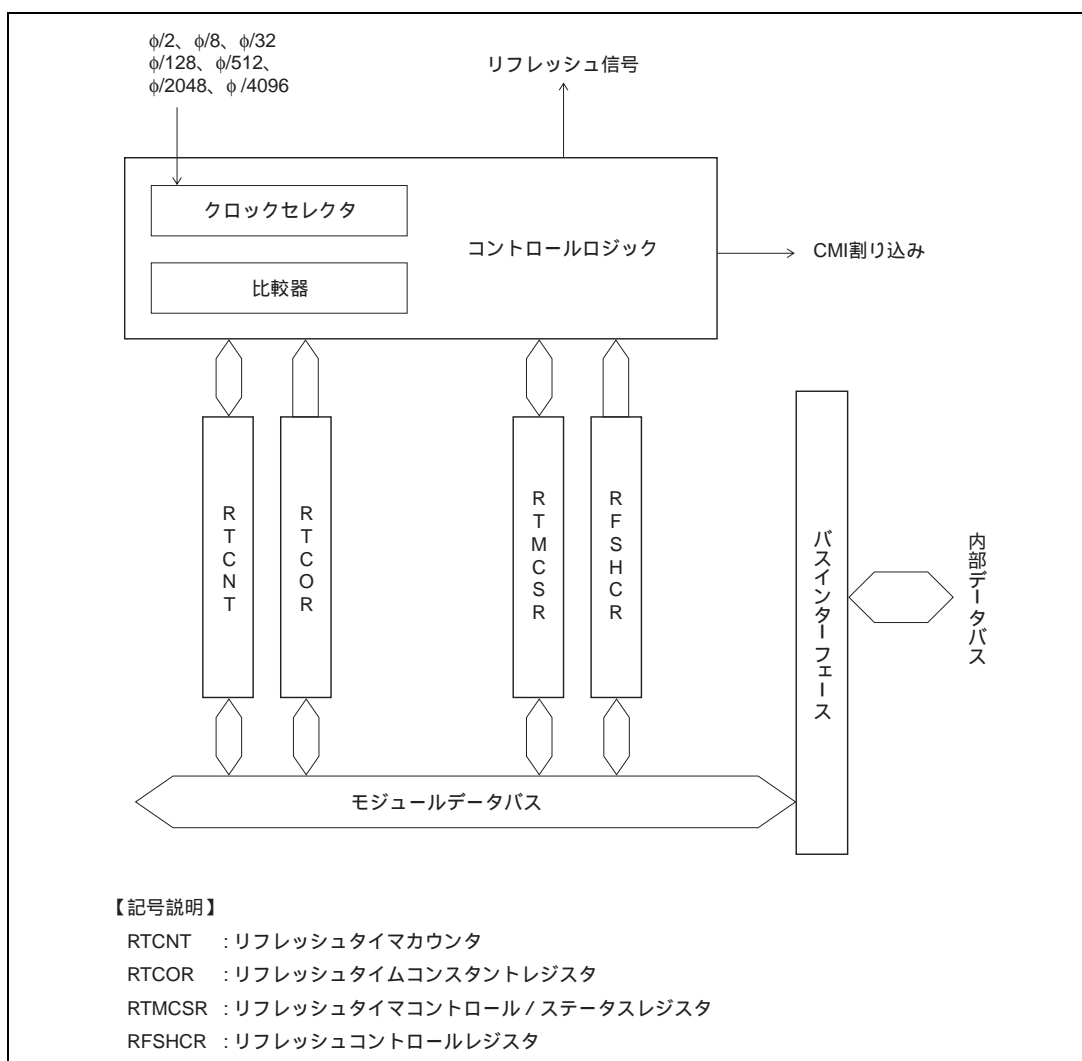 φ/2、φ/8、φ/32
φ/128、φ/512、
φ/2048、φ/4096
リフレッシュ信号
クロックセレクタ
コントロールロジック
比較器
CMI割り込み
RTCNT
RTCOR
RTMCSR
RFSHCR
バスインターフェース
内部データバス
モジュールデータバス
【記号説明】
RTCNT :リフレッシュタイマカウンタ
RTCOR :リフレッシュタイムコンスタントレジスタ
RTMCSR :リフレッシュタイマコントロール / ステータスレジスタ
RFSHCR :リフレッシュコントロールレジスタ